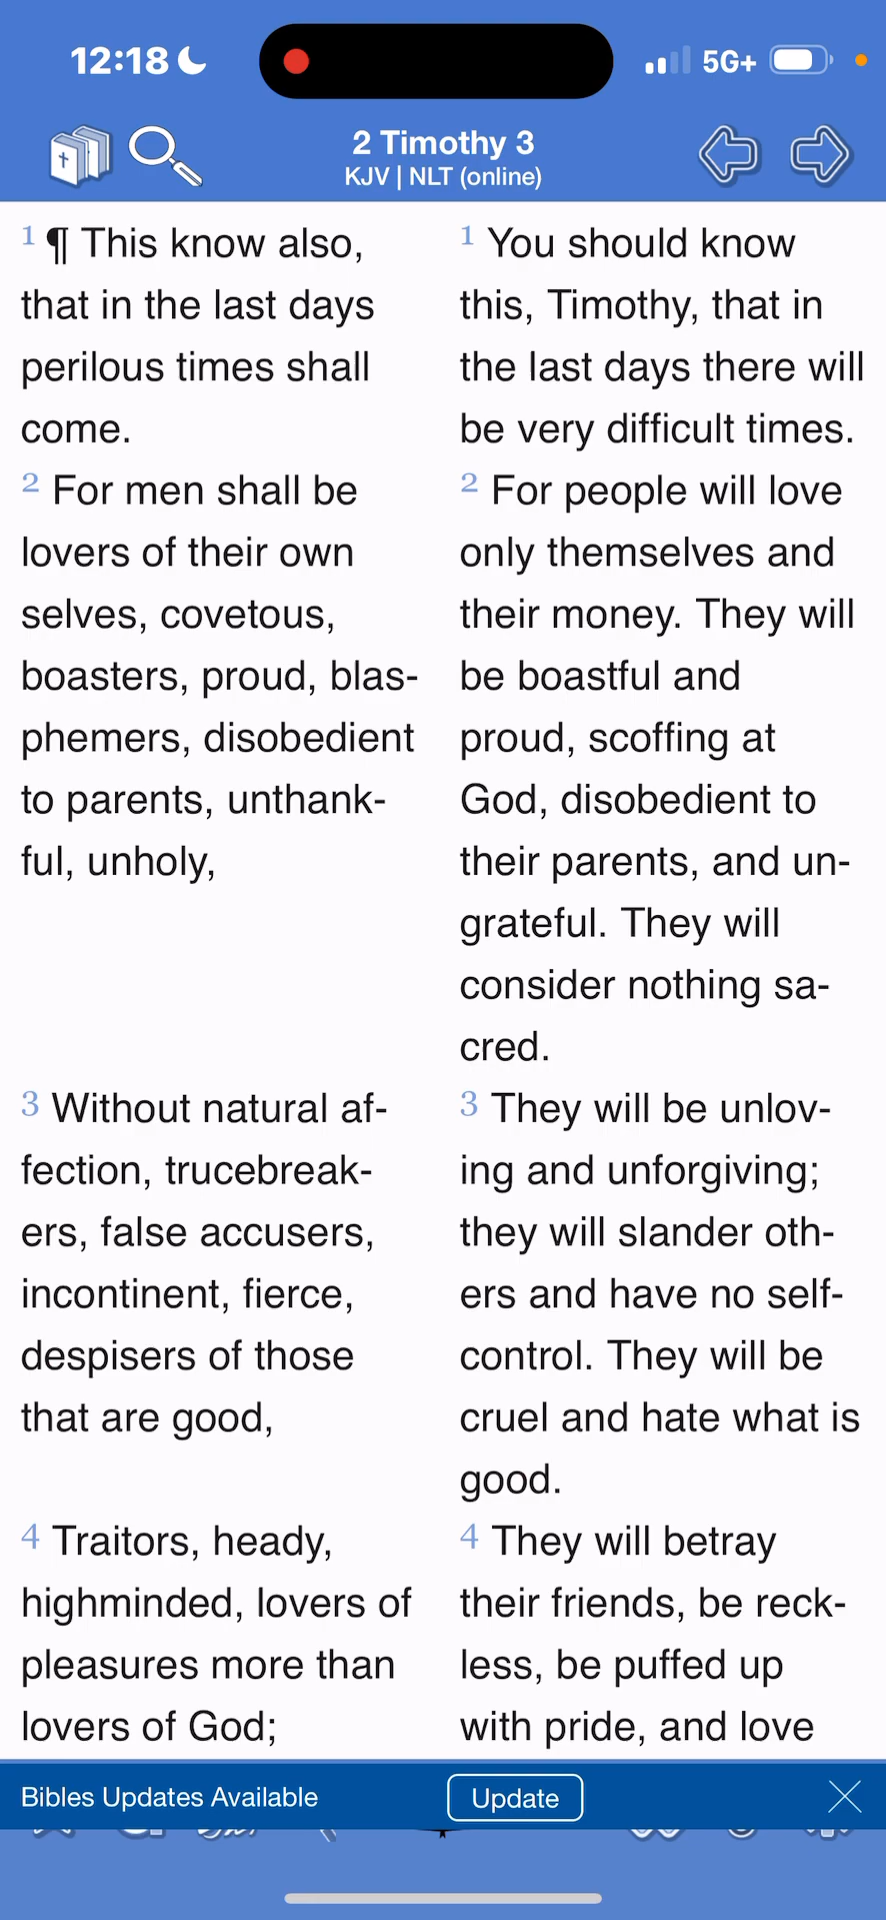 12:18
5G+
2 Timothy 3
KJV | NLT (online)
1 ¶ This know also,
that in the last days
perilous times shall
come.
2 For men shall be
lovers of their own
selves, covetous,
boasters, proud, blas-
phemers, disobedient
to parents, unthank-
ful, unholy,
3 Without natural af-
fection, trucebreak-
ers, false accusers,
incontinent, fierce,
despisers of those
that are good,
4 Traitors, heady,
highminded, lovers of
pleasures more than
lovers of God;
1 You should know
this, Timothy, that in
the last days there will
be very difficult times.
2 For people will love
only themselves and
their money. They will
be boastful and
proud, scoffing at
God, disobedient to
their parents, and un-
grateful. They will
consider nothing sa-
cred.
3 They will be unlov-
ing and unforgiving;
they will slander oth-
ers and have no self-
control. They will be
cruel and hate what is
good.
4 They will betray
their friends, be reck-
less, be puffed up
with pride, and love
Bibles Updates Available
Update